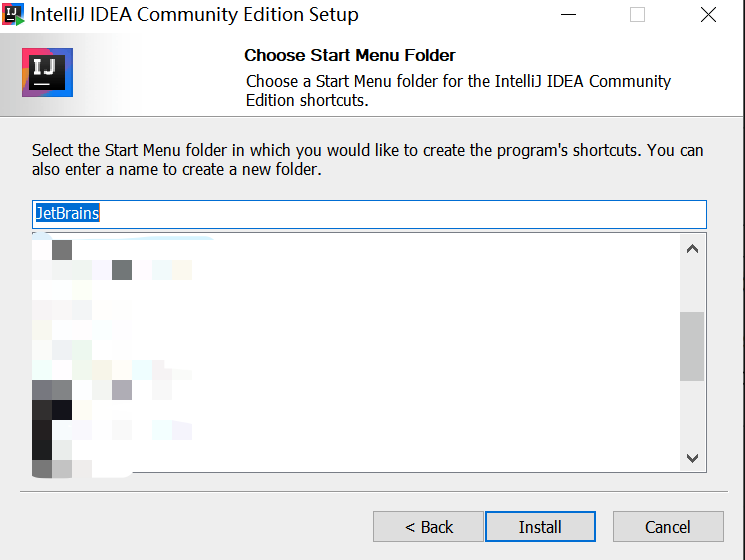 IntelliJ IDEA Community Edition Setup
IJ
Choose Start Menu Folder
Choose a Start Menu folder for the IntelliJ IDEA Community
Edition shortcuts.
Select the Start Menu folder in which you would like to create the program's shortcuts. You can
also enter a name to create a new folder.
JetBrains
< Back
Install
Cancel